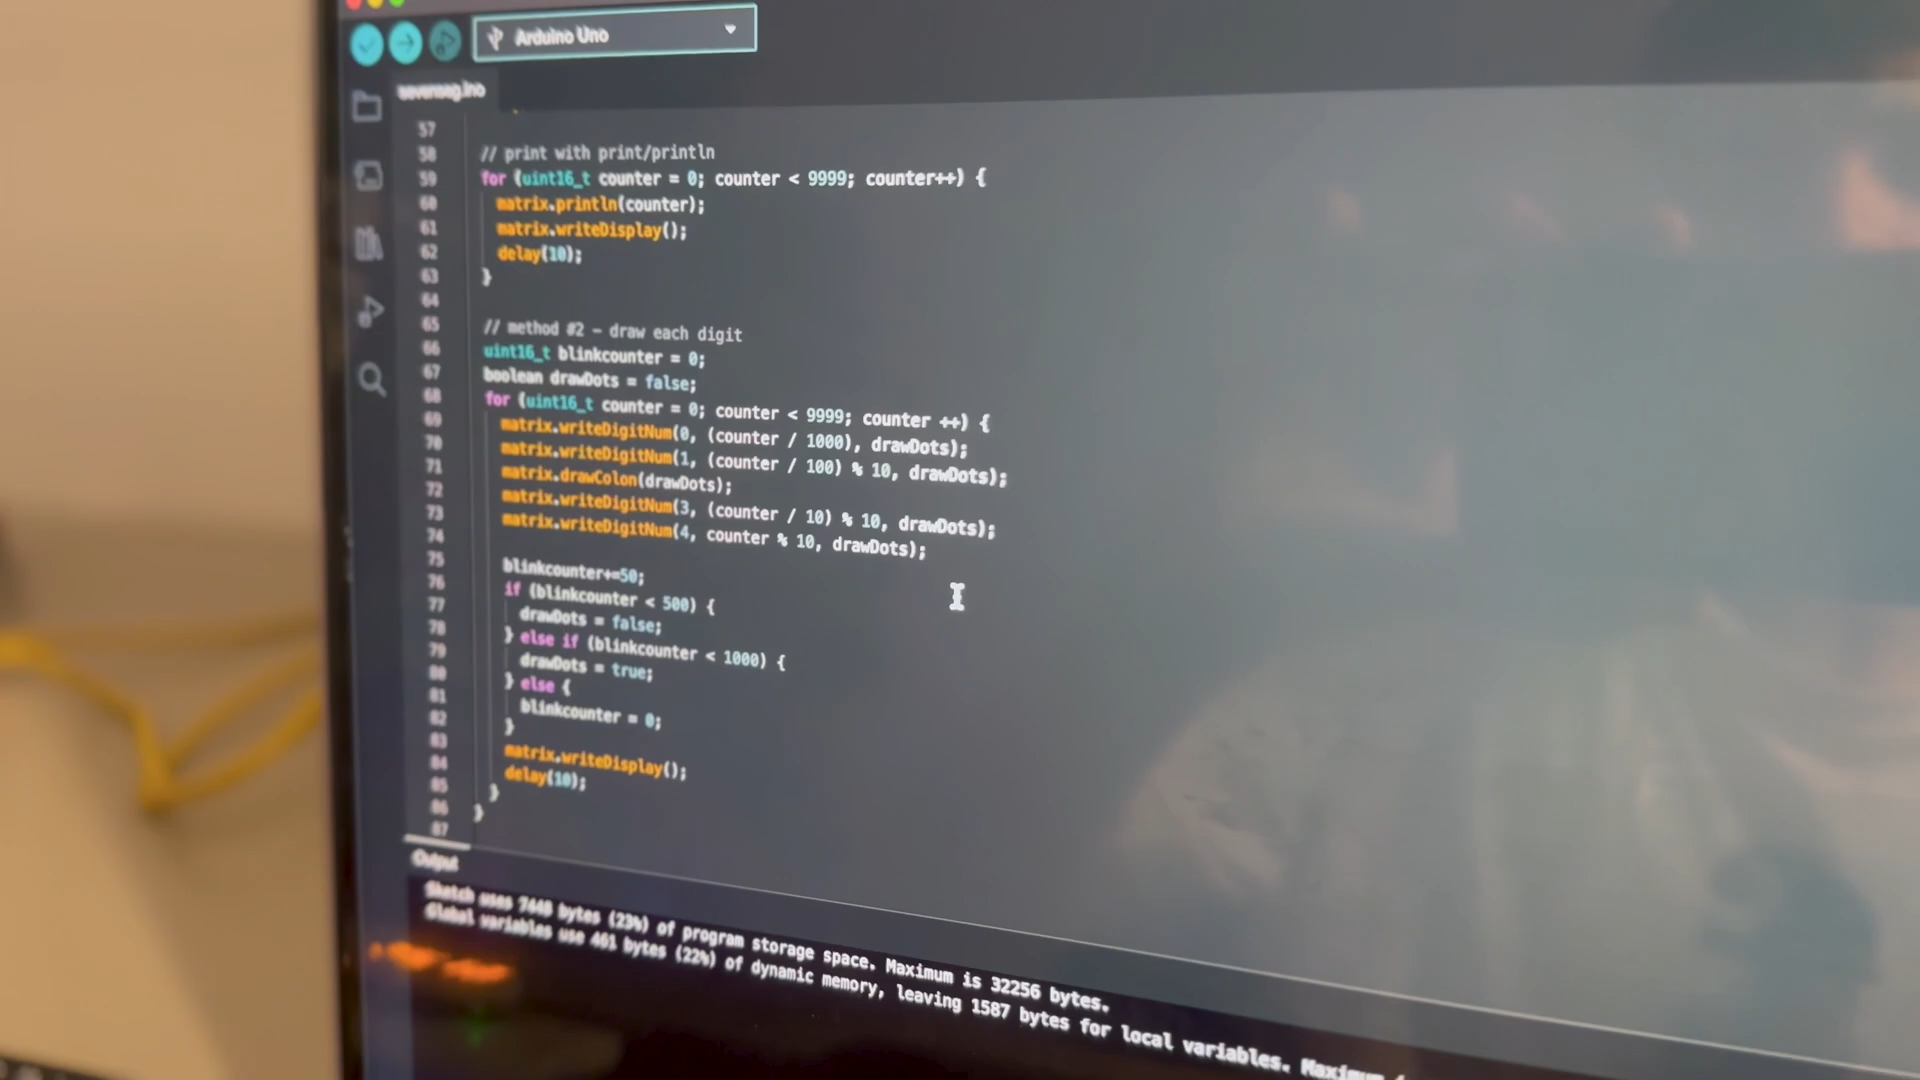 Arduino Uno
sevenseg.ino
57
58 // print with print/println
59 for (uint16_t counter = 0; counter < 9999; counter++) {
60 matrix.println(counter);
61 matrix.writeDisplay();
62 delay(10);
63 }
64
65 // method #2 - draw each digit
66 uint16_t blinkcounter = 0;
67 boolean drawDots = false;
68 for (uint16_t counter = 0; counter < 9999; counter ++) {
69 matrix.writeDigitNum(0, (counter / 1000), drawDots);
70 matrix.writeDigitNum(1, (counter / 100) % 10, drawDots);
71 matrix.drawColon(drawDots);
72 matrix.writeDigitNum(3, (counter / 10) % 10, drawDots);
73 matrix.writeDigitNum(4, counter % 10, drawDots);
74
75 blinkcounter+=50;
76 if (blinkcounter < 500) {
77 drawDots = false;
78 } else if (blinkcounter < 1000) {
79 drawDots = true;
80 } else {
81 blinkcounter = 0;
82 }
83 matrix.writeDisplay();
84 delay(10);
85 }
86 }
87
Output
Sketch uses 7448 bytes (23%) of program storage space. Maximum is 32256 bytes.
Global variables use 461 bytes (22%) of dynamic memory, leaving 1587 bytes for local variables. Maximum